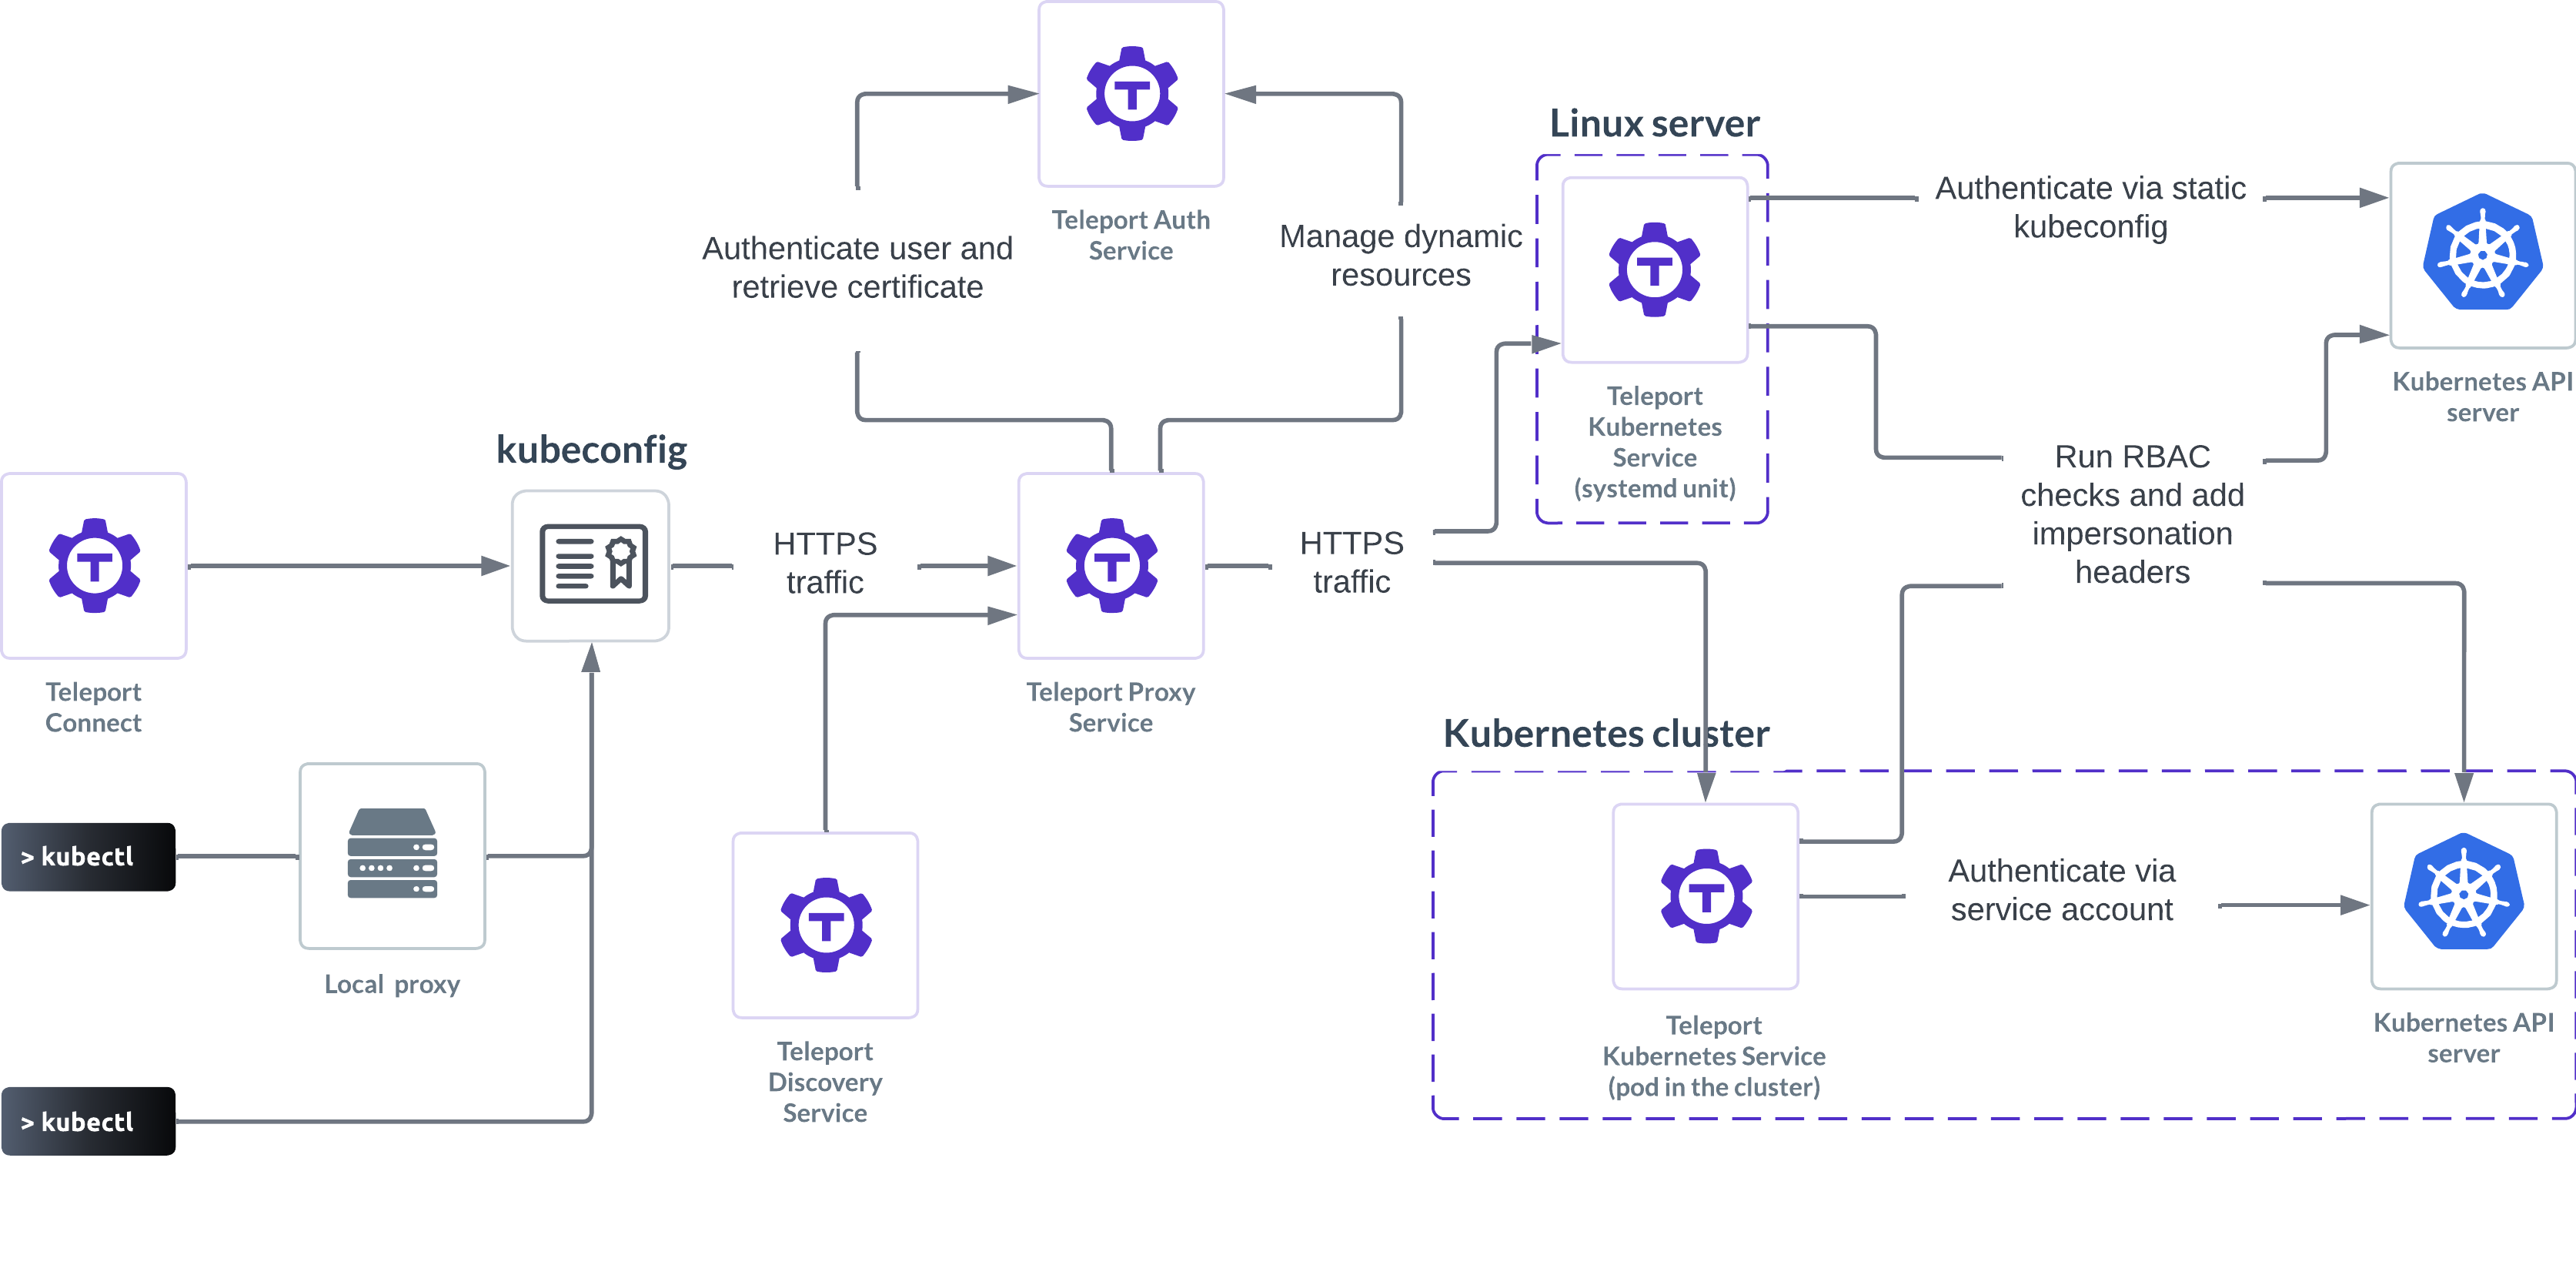 Teleport Auth
Service
Authenticate user and
retrieve certificate
Manage dynamic
resources
Linux server
Teleport
Kubernetes
Service
(systemd unit)
Authenticate via static
kubeconfig
Kubernetes API
server
Run RBAC
checks and add
impersonation
headers
kubeconfig
Teleport
Connect
HTTPS
traffic
Teleport Proxy
Service
HTTPS
traffic
> kubectl
Local proxy
> kubectl
Teleport
Discovery
Service
Kubernetes cluster
Teleport
Kubernetes Service
(pod in the cluster)
Authenticate via
service account
Kubernetes API
server